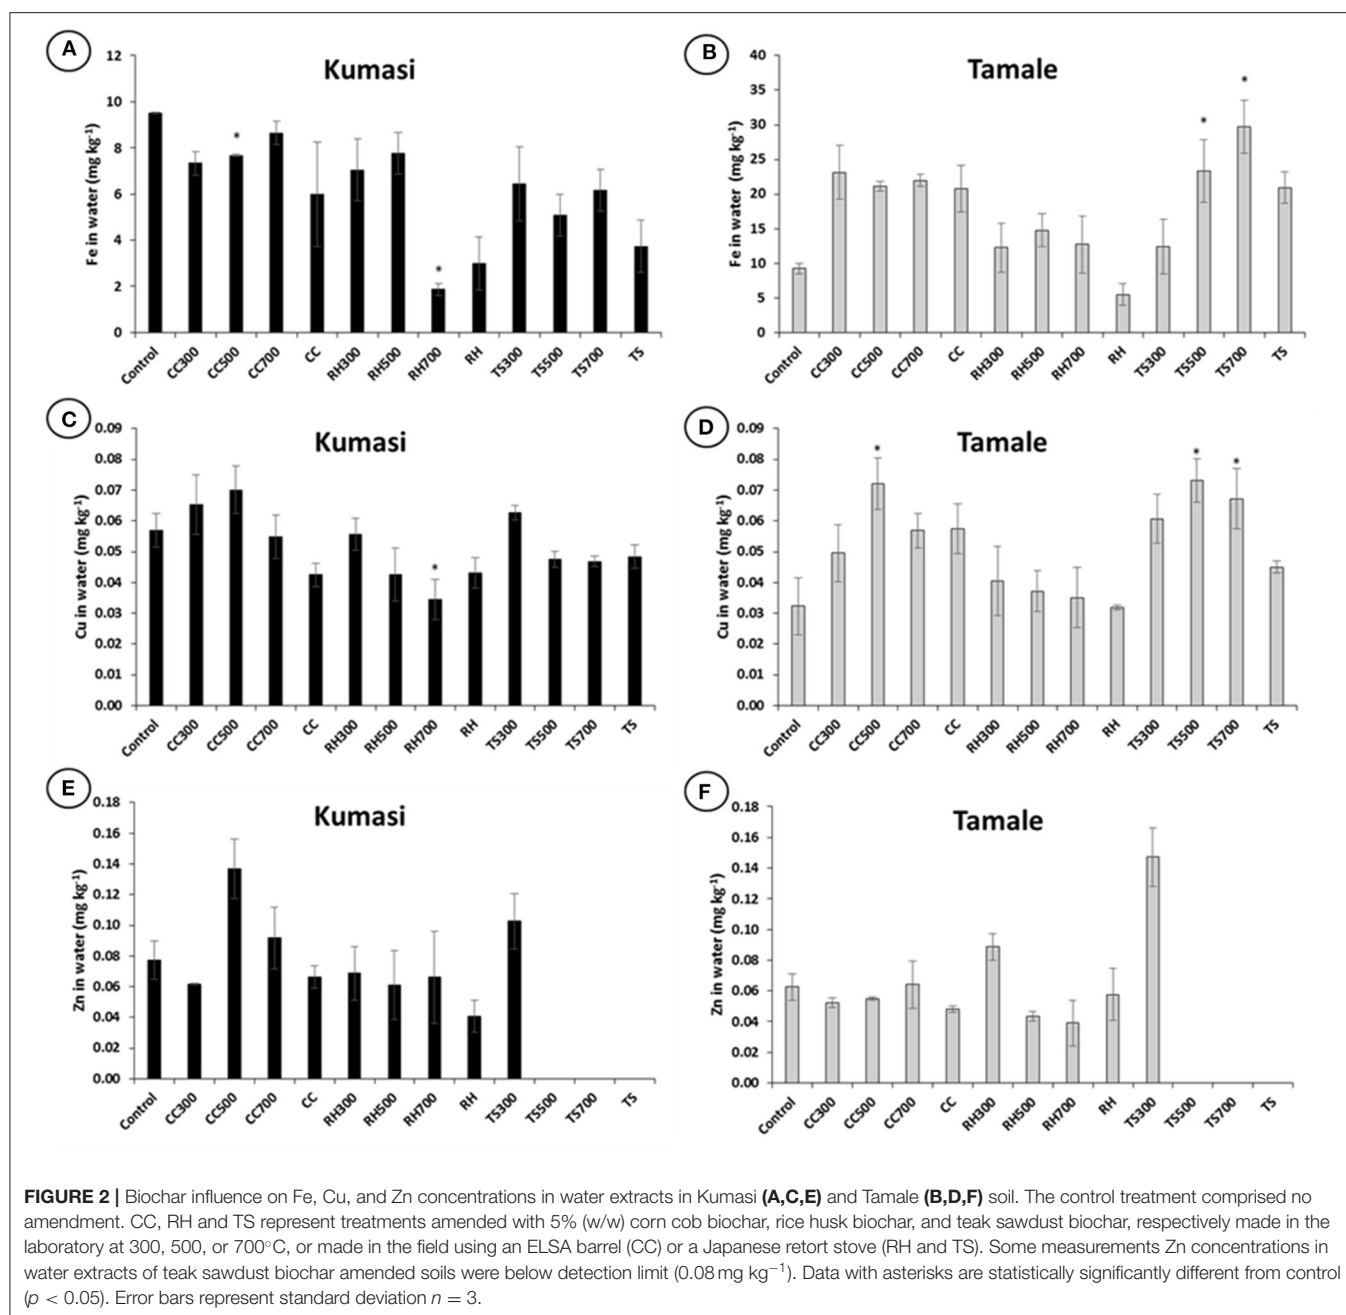 A
Kumasi
Fe in water (mg kg⁻¹)
12
10
8
6
4
2
0
*
*
Control
CC300
CC500
CC700
CC
RH300
RH500
RH700
RH
TS300
TS500
TS700
TS
B
Tamale
Fe in water (mg kg⁻¹)
40
35
30
25
20
15
10
5
0
*
*
Control
CC300
CC500
CC700
CC
RH300
RH500
RH700
RH
TS300
TS500
TS700
TS
C
Kumasi
Cu in water (mg kg⁻¹)
0.09
0.08
0.07
0.06
0.05
0.04
0.03
0.02
0.01
0.00
*
Control
CC300
CC500
CC700
CC
RH300
RH500
RH700
RH
TS300
TS500
TS700
TS
D
Tamale
Cu in water (mg kg⁻¹)
0.09
0.08
0.07
0.06
0.05
0.04
0.03
0.02
0.01
0.00
*
*
*
Control
CC300
CC500
CC700
CC
RH300
RH500
RH700
RH
TS300
TS500
TS700
TS
E
Kumasi
Zn in water (mg kg⁻¹)
0.18
0.16
0.14
0.12
0.10
0.08
0.06
0.04
0.02
0.00
Control
CC300
CC500
CC700
CC
RH300
RH500
RH700
RH
TS300
TS500
TS700
TS
F
Tamale
Zn in water (mg kg⁻¹)
0.18
0.16
0.14
0.12
0.10
0.08
0.06
0.04
0.02
0.00
Control
CC300
CC500
CC700
CC
RH300
RH500
RH700
RH
TS300
TS500
TS700
TS
FIGURE 2 | Biochar influence on Fe, Cu, and Zn concentrations in water extracts in Kumasi (A,C,E) and Tamale (B,D,F) soil. The control treatment comprised no
amendment. CC, RH and TS represent treatments amended with 5% (w/w) corn cob biochar, rice husk biochar, and teak sawdust biochar, respectively made in the
laboratory at 300, 500, or 700°C, or made in the field using an ELSA barrel (CC) or a Japanese retort stove (RH and TS). Some measurements Zn concentrations in
water extracts of teak sawdust biochar amended soils were below detection limit (0.08 mg kg⁻¹). Data with asterisks are statistically significantly different from control
(p < 0.05). Error bars represent standard deviation n = 3.